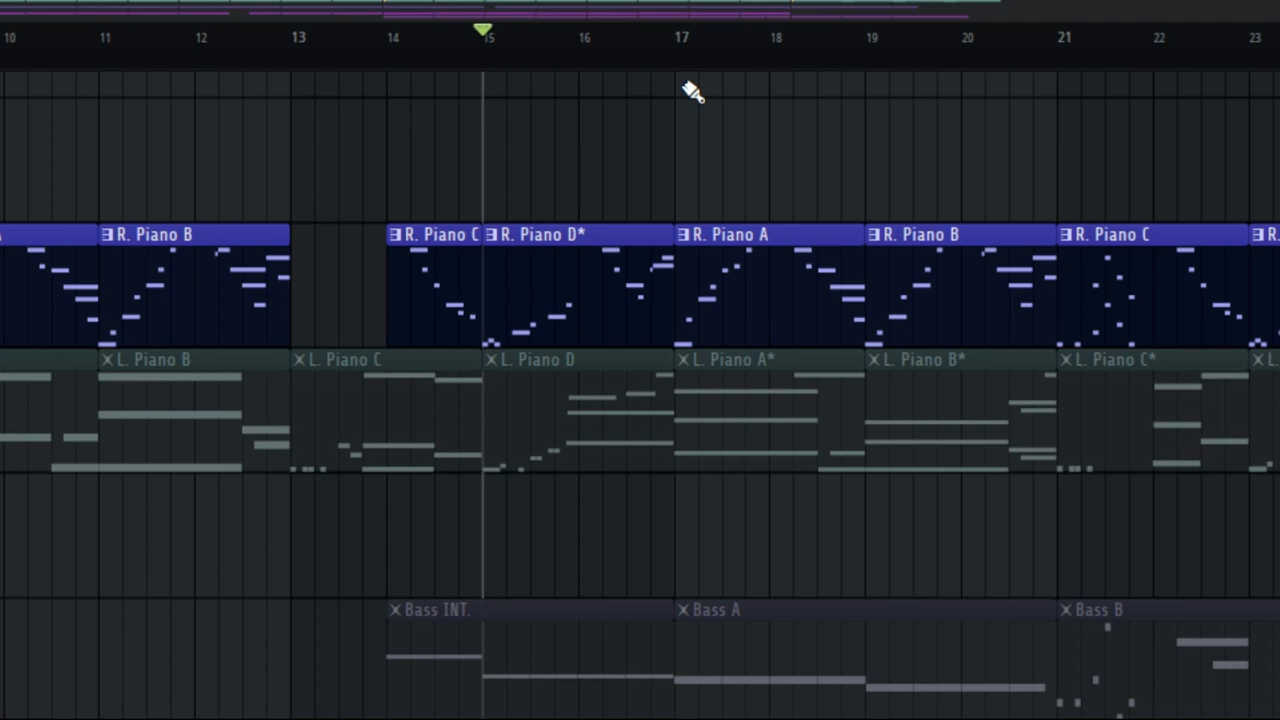 10 11 12 13 14 15 16 17 18 19 20 21 22 23
R. Piano B R. Piano C R. Piano D* R. Piano A R. Piano B R. Piano C R.
L. Piano B L. Piano C L. Piano D L. Piano A* L. Piano B* L. Piano C* L
Bass INT. Bass A Bass B